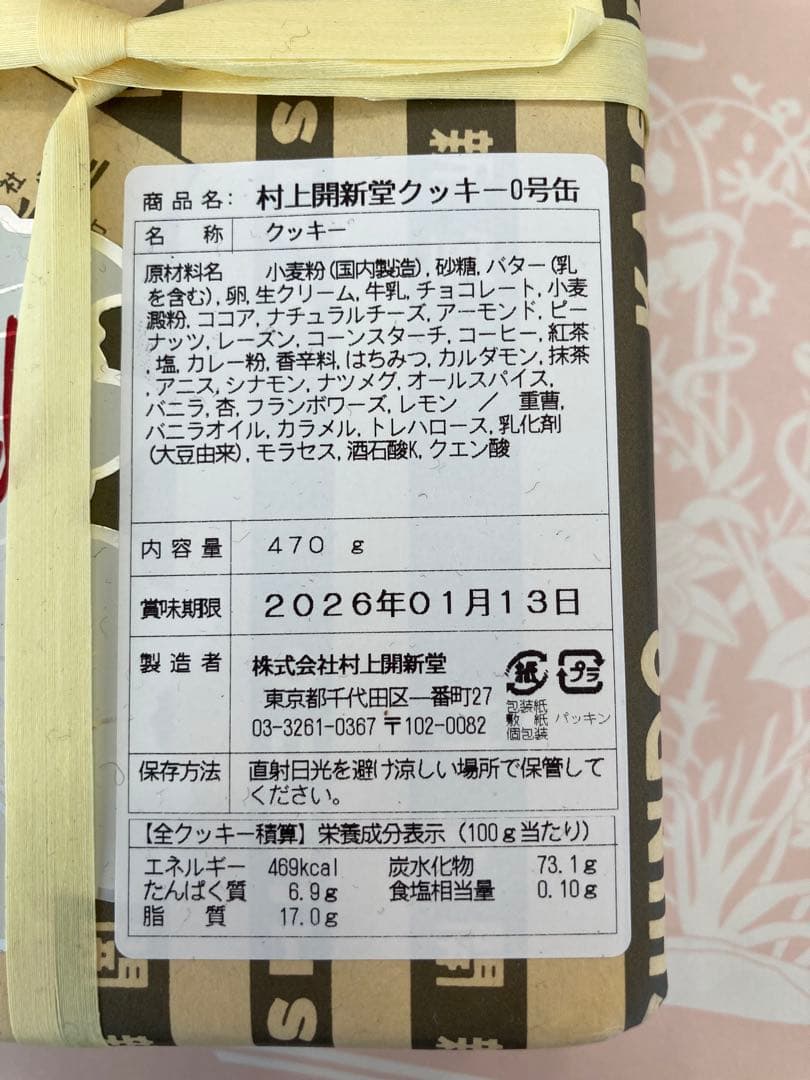 商品名: 村上開新堂クッキー0号缶
名 称 クッキー
原材料名 小麦粉(国内製造), 砂糖, バター(乳
を含む), 卵, 生クリーム, 牛乳, チョコレート, 小麦
澱粉, ココア, ナチュラルチーズ, アーモンド, ピー
ナッツ, レーズン, コーンスターチ, コーヒー, 紅茶
, 塩, カレー粉, 香辛料, はちみつ, カルダモン, 抹茶
, アニス, シナモン, ナツメグ, オールスパイス,
バニラ, 杏, フランボワーズ, レモン ／ 重曹,
バニラオイル, カラメル, トレハロース, 乳化剤
(大豆由来), モラセス, 酒石酸K, クエン酸
内容量 470 g
賞味期限 2026年01月13日
製造者 株式会社村上開新堂
東京都千代田区一番町27
03-3261-0367 〒102-0082
紙 プラ
包装紙
敷 紙 パッキン
個包装
保存方法 直射日光を避け涼しい場所で保管して
ください。
【全クッキー積算】栄養成分表示(100g当たり)
エネルギー 469kcal 炭水化物 73.1g
たんぱく質 6.9g 食塩相当量 0.10g
脂 質 17.0g